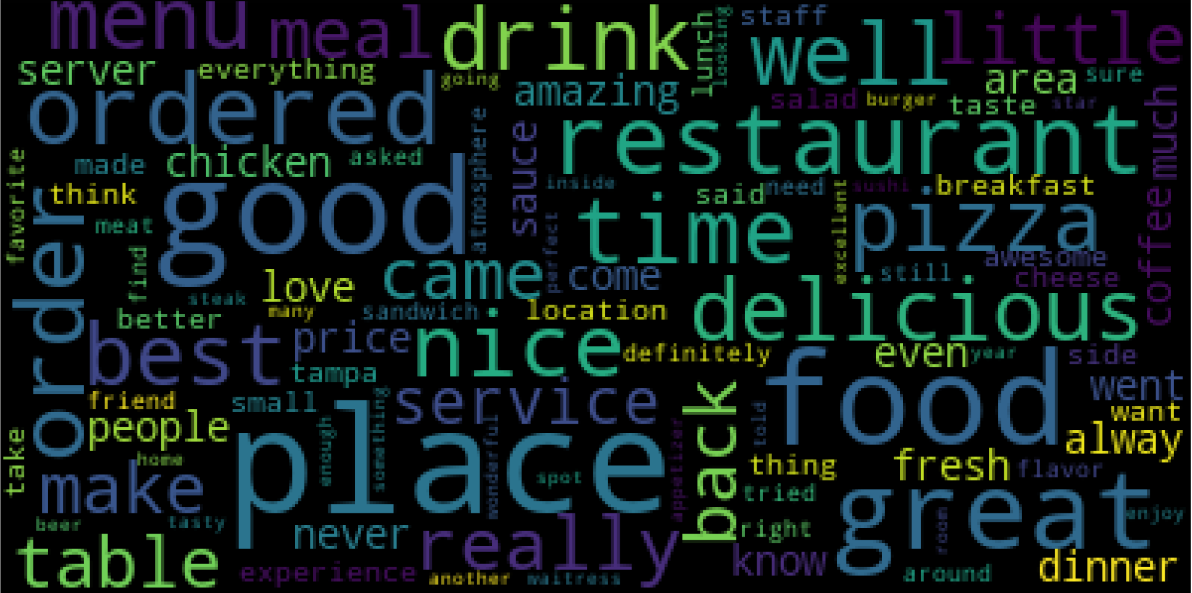 menu
meal
drink
lunch
looking
staff
well
little
server
everything
going
amazing
area
sure
ordered
salad
burger
taste
star
much
restaurant
favorite
made
chicken
asked
atmosphere
sauce
think
good
inside
said
need
sushi
breakfast
excellent
pizza
coffee
order
meat
find
time
perfect
came
come
awesome
still
cheese
steak
love
many
sandwich
location
delicious
better
best
price
nice
definitely
even
year
side
tampa
food
went
friend
small
service
back
told
want
people
place
enough
something
wonderful
appetizer
alway
take
home
make
spot
thing
fresh
flavor
tried
great
enjoy
beer
tasty
never
really
right
room
table
experience
another
waitress
know
around
dinner